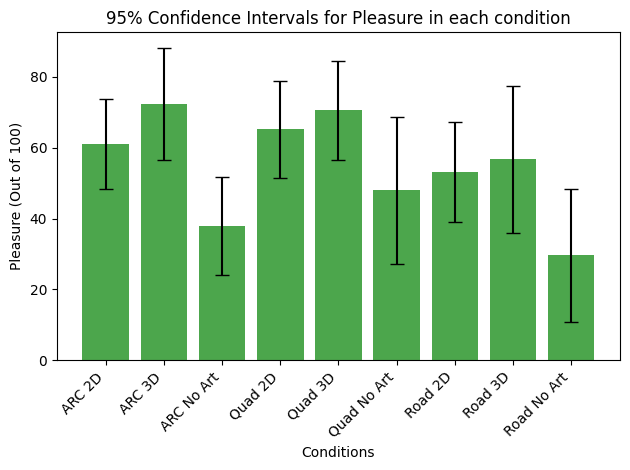 95% Confidence Intervals for Pleasure in each condition
Pleasure (Out of 100)
80
60
40
20
0
ARC 2D
ARC 3D
ARC No Art
Quad 2D
Quad 3D
Quad No Art
Road 2D
Road 3D
Road No Art
Conditions